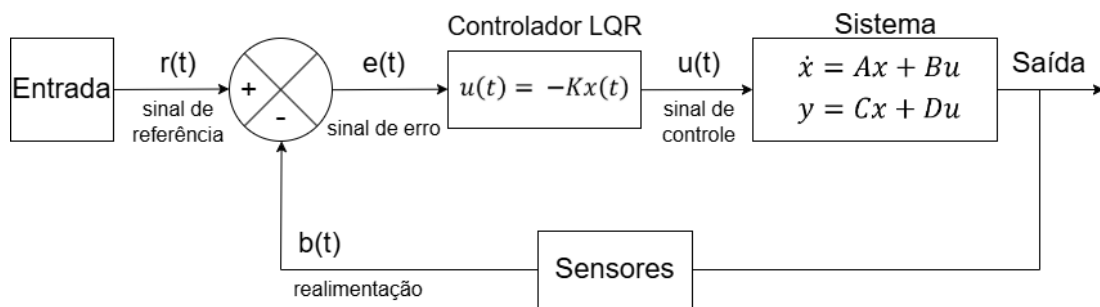 Entrada
r(t)
sinal de
referência
+
-
e(t)
sinal de erro
Controlador LQR
u(t) = −Kx(t)
u(t)
sinal de
controle
Sistema
ẋ = Ax + Bu
y = Cx + Du
Saída
b(t)
realimentação
Sensores